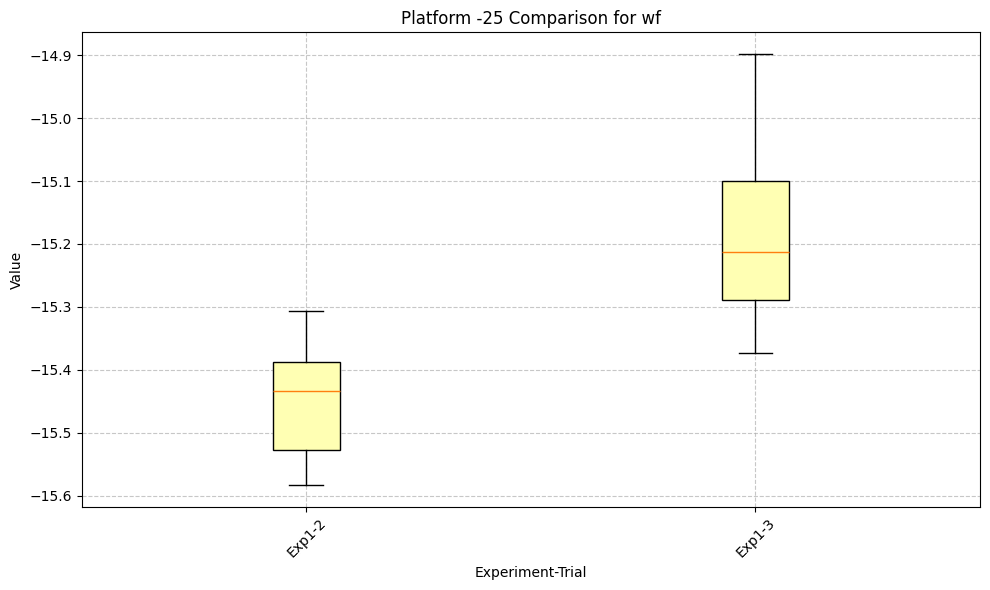 Platform -25 Comparison for wf
−14.9
−15.0
−15.1
−15.2
−15.3
−15.4
−15.5
−15.6
Value
Exp1-2
Exp1-3
Experiment-Trial